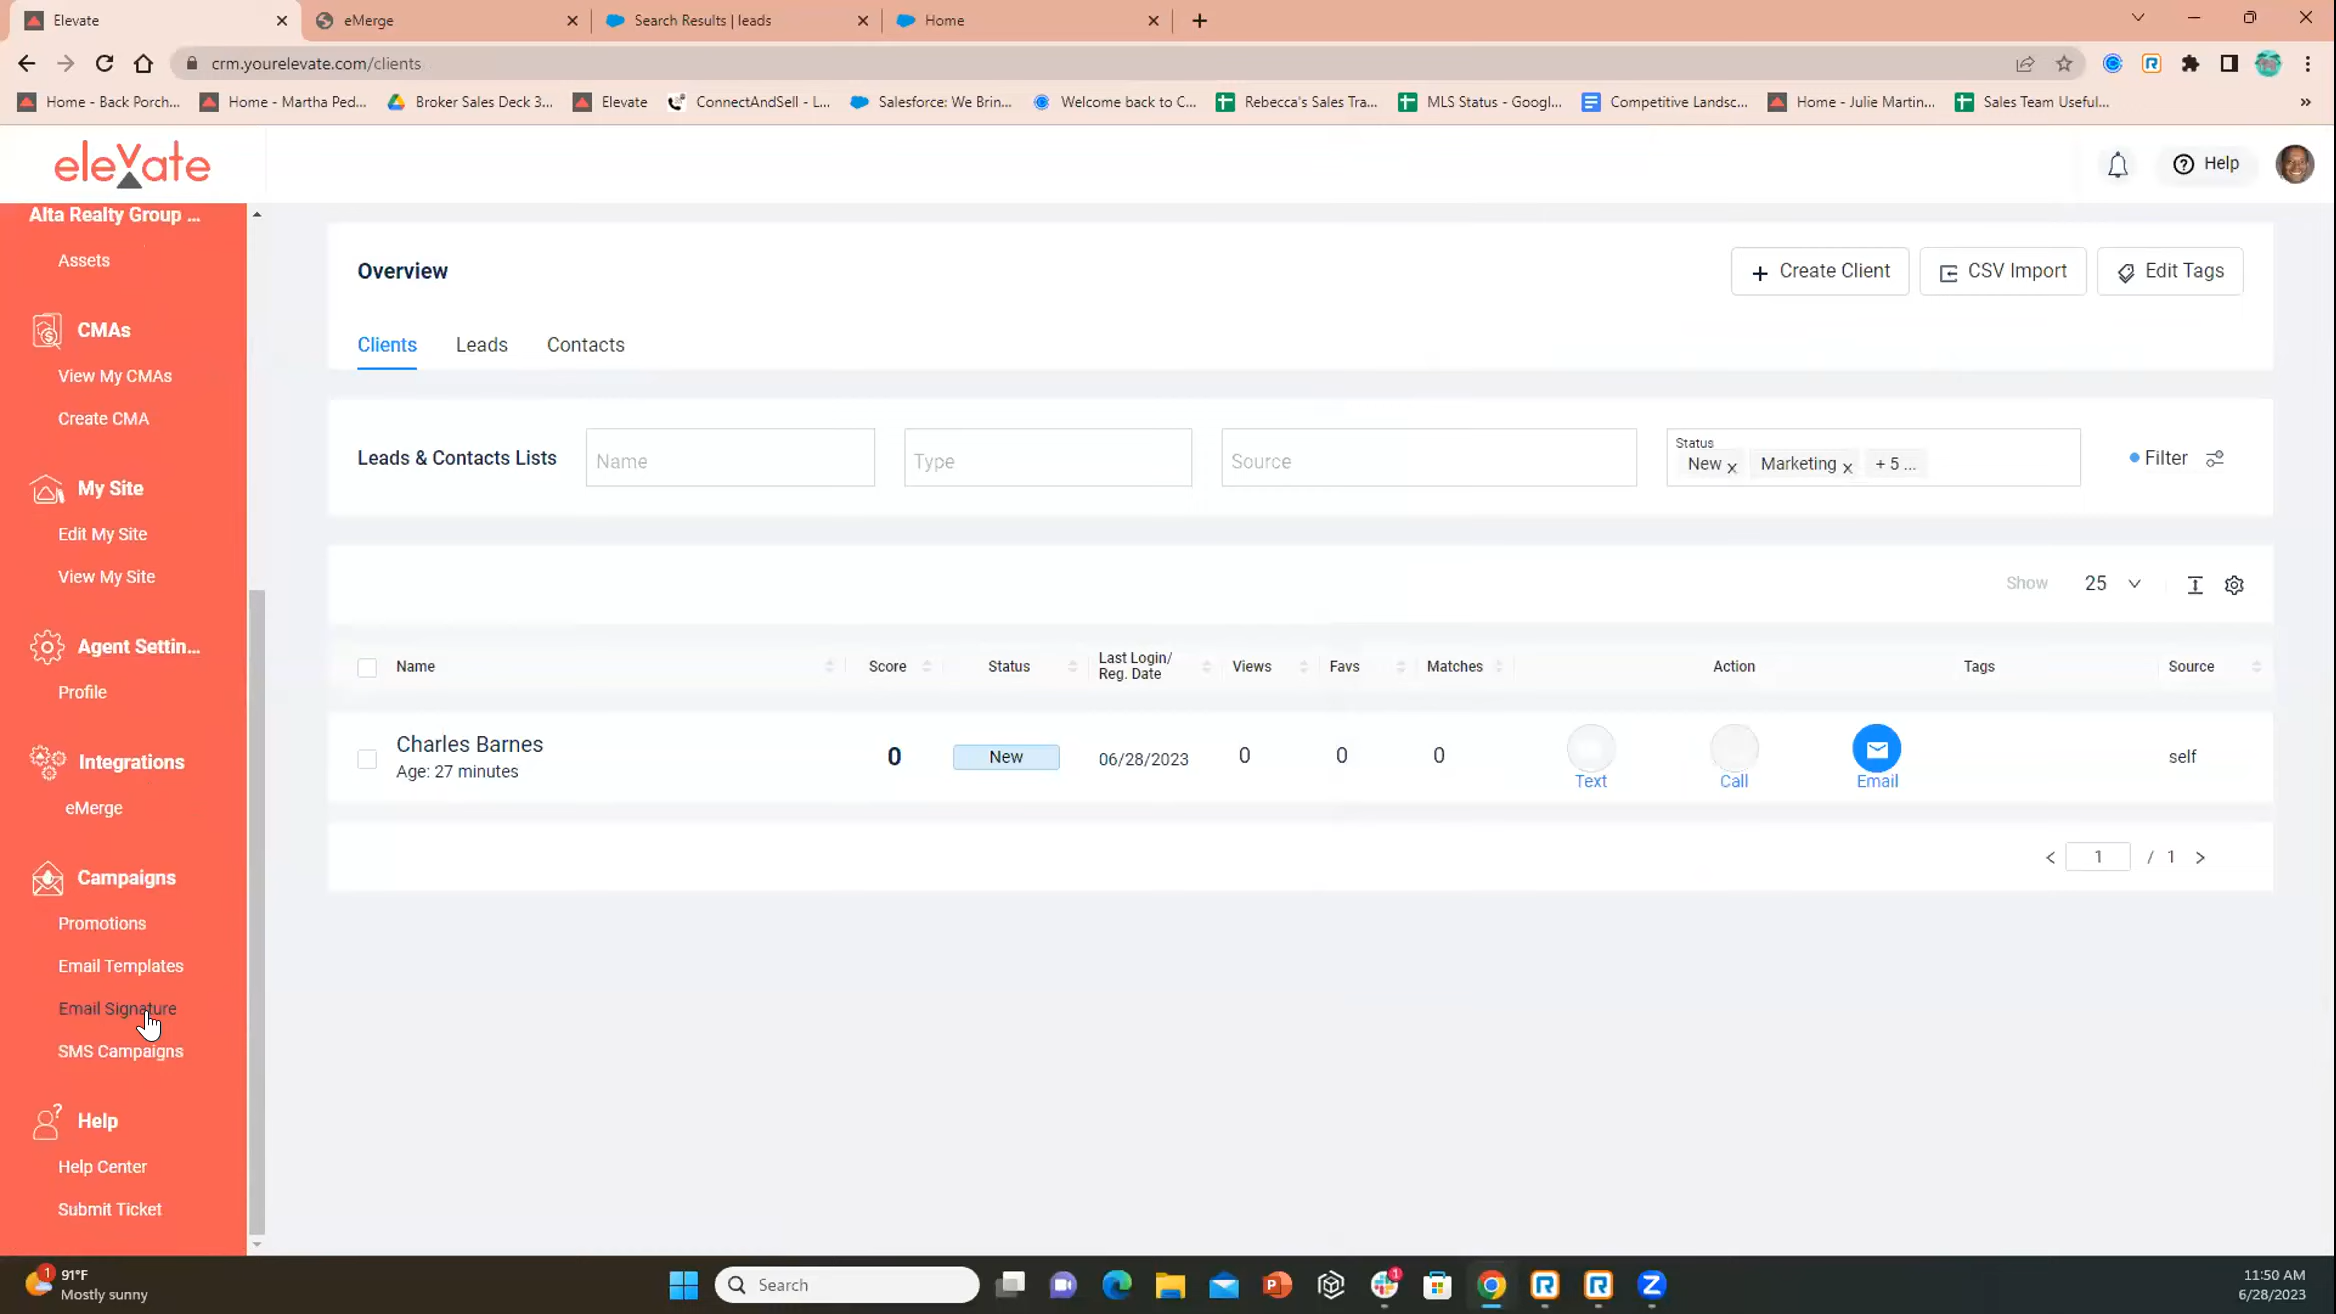 Elevate
eMerge
Search Results | leads
Home
crm.yourelevate.com/clients
Home - Back Porch...
Home - Martha Ped...
Broker Sales Deck 3...
Elevate
ConnectAndSell - L...
Salesforce: We Brin...
Welcome back to C...
Rebecca's Sales Tra...
MLS Status - Googl...
Competitive Landsc...
Home - Julie Martin...
Sales Team Useful...
»
elevate
Help
Alta Realty Group ...
Assets
CMAs
View My CMAs
Create CMA
My Site
Edit My Site
View My Site
Agent Settin...
Profile
Integrations
eMerge
Campaigns
Promotions
Email Templates
Email Signature
SMS Campaigns
Help
Help Center
Submit Ticket
Overview
+ Create Client
CSV Import
Edit Tags
Clients
Leads
Contacts
Leads & Contacts Lists
Name
Type
Source
Status
New x
Marketing x
+ 5 ...
Filter
Show
25
Name
Score
Status
Last Login/
Reg. Date
Views
Favs
Matches
Action
Tags
Source
Charles Barnes
Age: 27 minutes
0
New
06/28/2023
0
0
0
Text
Call
Email
self
< 1 / 1 >
1
91°F
Mostly sunny
Search
1
11:50 AM
6/28/2023